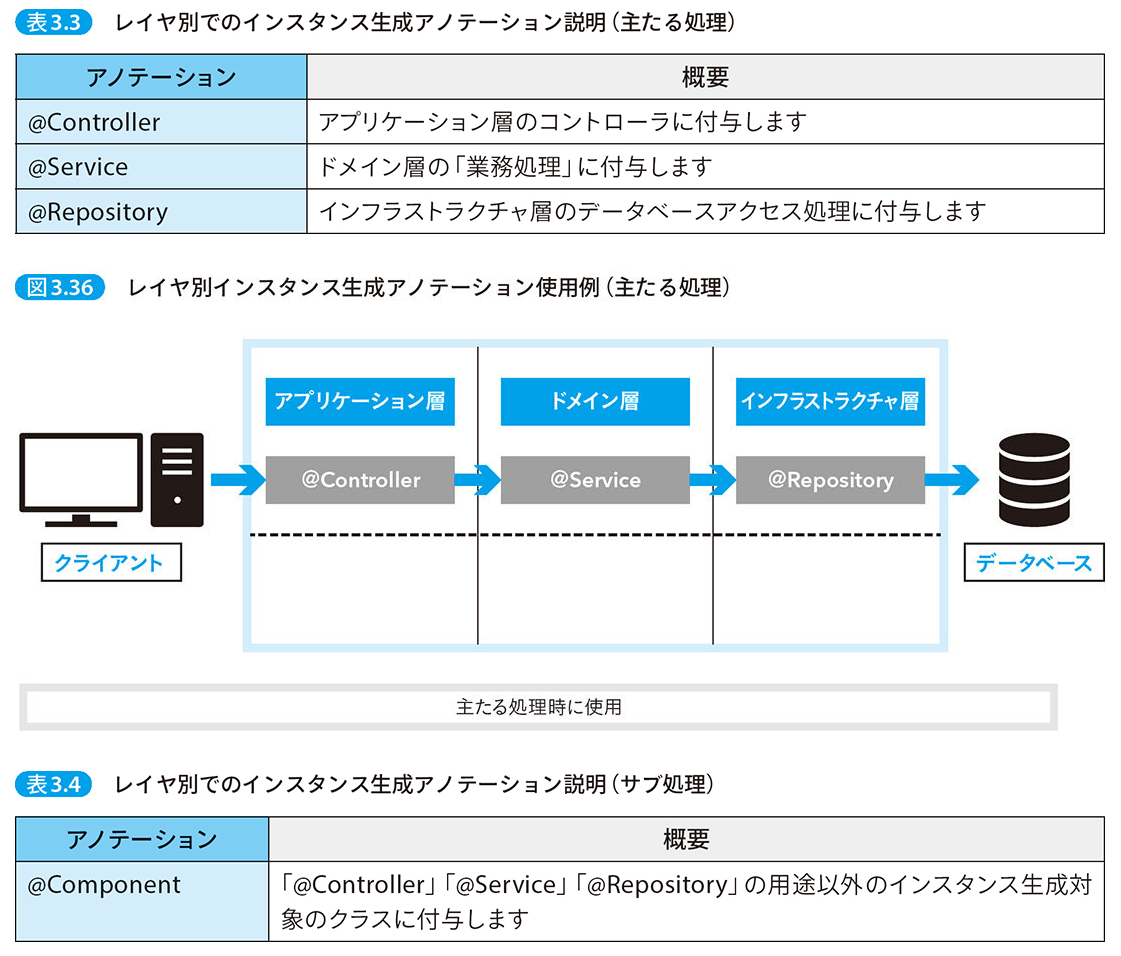 表3.3 レイヤ別でのインスタンス生成アノテーション説明(主たる処理)
アノテーション 概要
@Controller アプリケーション層のコントローラに付与します
@Service ドメイン層の「業務処理」に付与します
@Repository インフラストラクチャ層のデータベースアクセス処理に付与します
図3.36 レイヤ別インスタンス生成アノテーション使用例(主たる処理)
アプリケーション層 ドメイン層 インフラストラクチャ層
@Controller @Service @Repository
クライアント データベース
主たる処理時に使用
表3.4 レイヤ別でのインスタンス生成アノテーション説明(サブ処理)
アノテーション 概要
@Component 「@Controller」「@Service」「@Repository」の用途以外のインスタンス生成対
象のクラスに付与します